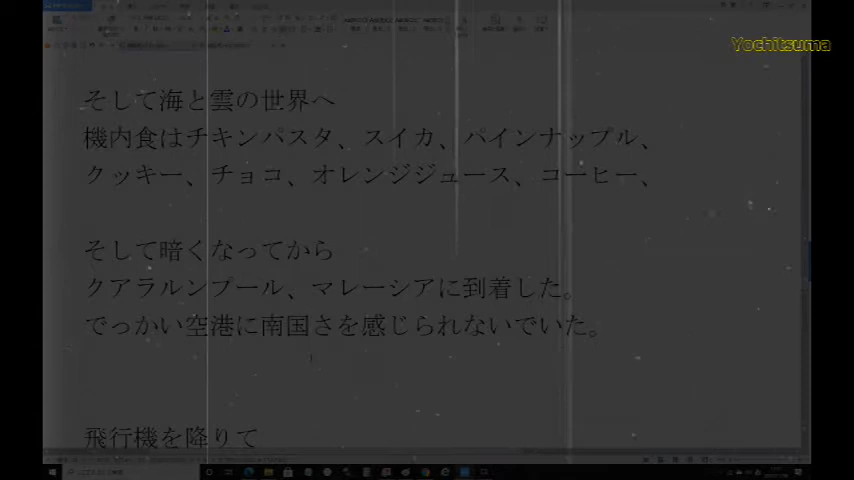 Yochitsuma
そして海と雲の世界へ
機内食はチキンパスタ、スイカ、パインナップル、
クッキー、チョコ、オレンジジュース、コーヒー、
そして暗くなってから
クアラルンプール、マレーシアに到着した。
でっかい空港に南国さを感じられないでいた。
飛行機を降りて